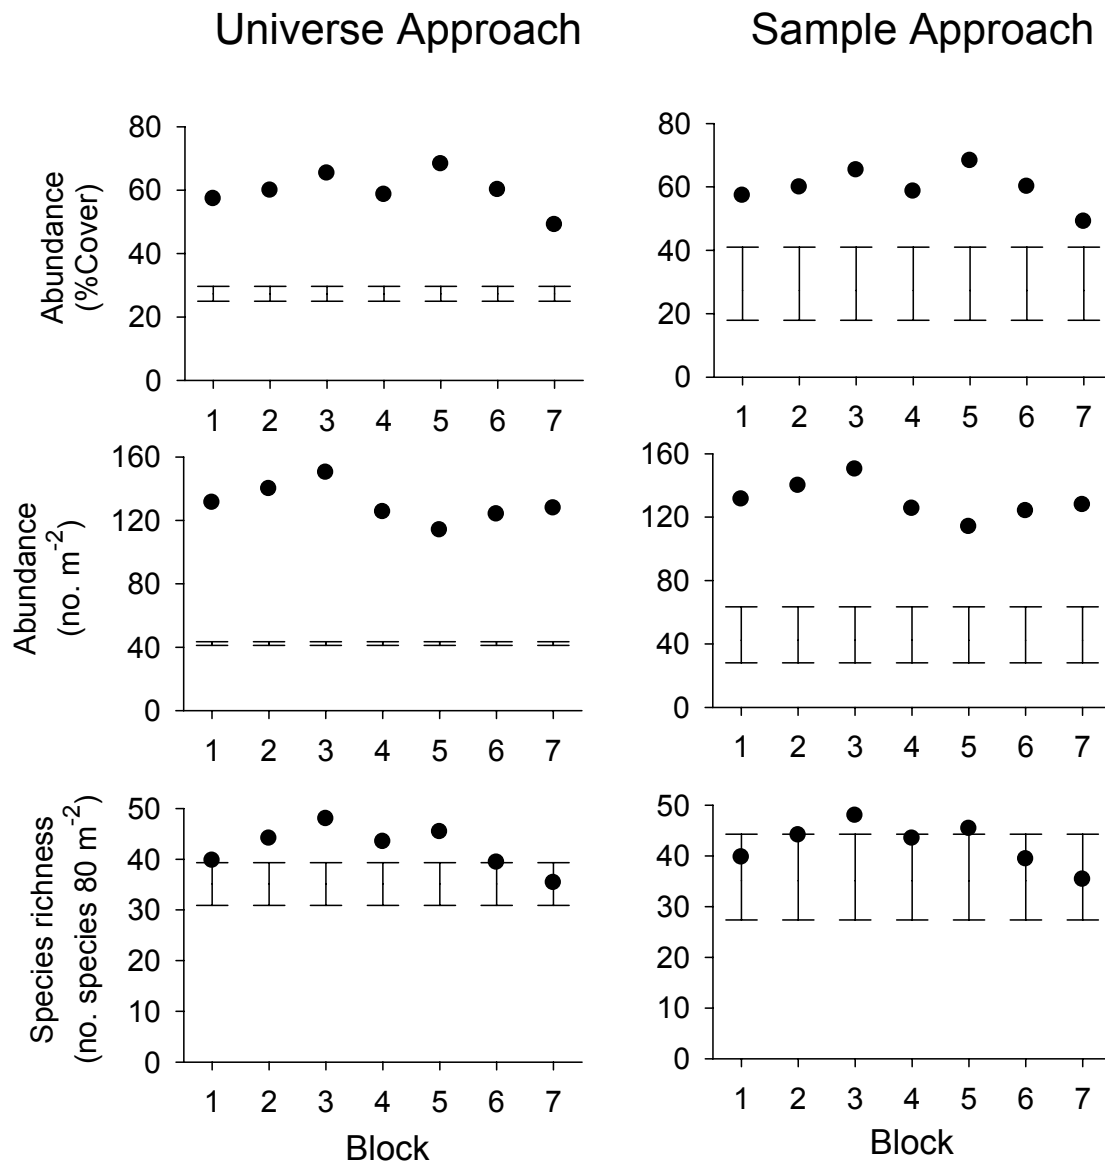 Universe Approach
Sample Approach
Abundance
(%Cover)
80
60
40
20
0
1 2 3 4 5 6 7
80
60
40
20
0
1 2 3 4 5 6 7
Abundance
(no. m⁻²)
160
120
80
40
0
1 2 3 4 5 6 7
160
120
80
40
0
1 2 3 4 5 6 7
Species richness
(no. species 80 m⁻²)
50
40
30
20
10
0
1 2 3 4 5 6 7
Block
50
40
30
20
10
0
1 2 3 4 5 6 7
Block